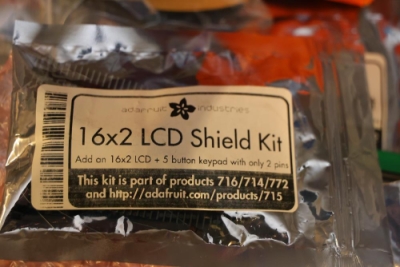 adafruit industries
16x2 LCD Shield Kit
Add an 16x2 LCD + 5 button keypad with only 2 pins
This kit is part of products 716/714/772
and http://adafruit.com/products/715